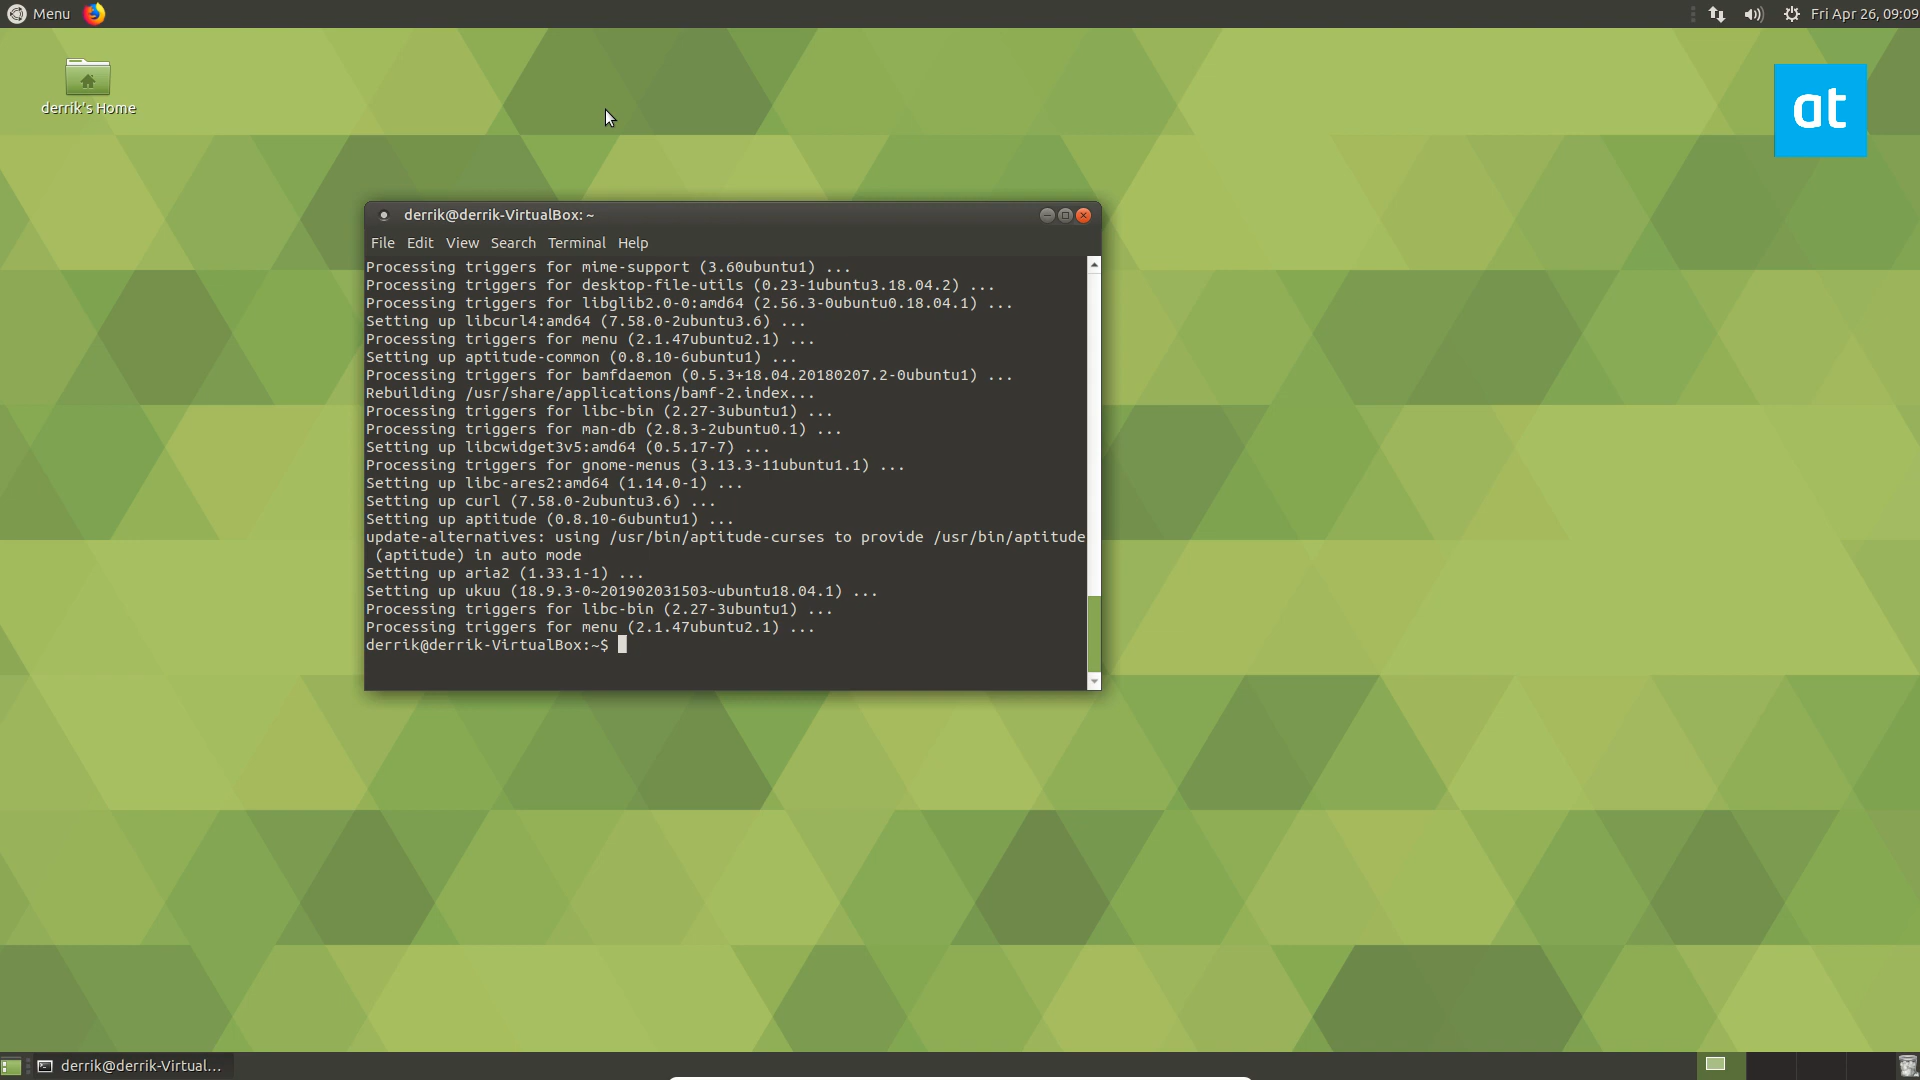 Menu
Fri Apr 26, 09:09
derrik's Home
at
derrik@derrik-VirtualBox: ~
File Edit View Search Terminal Help
Processing triggers for mime-support (3.60ubuntu1) ...
Processing triggers for desktop-file-utils (0.23-1ubuntu3.18.04.2) ...
Processing triggers for libglib2.0-0:amd64 (2.56.3-0ubuntu0.18.04.1) ...
Setting up libcurl4:amd64 (7.58.0-2ubuntu3.6) ...
Processing triggers for menu (2.1.47ubuntu2.1) ...
Setting up aptitude-common (0.8.10-6ubuntu1) ...
Processing triggers for bamfdaemon (0.5.3+18.04.20180207.2-0ubuntu1) ...
Rebuilding /usr/share/applications/bamf-2.index...
Processing triggers for libc-bin (2.27-3ubuntu1) ...
Processing triggers for man-db (2.8.3-2ubuntu0.1) ...
Setting up libcwidget3v5:amd64 (0.5.17-7) ...
Processing triggers for gnome-menus (3.13.3-11ubuntu1.1) ...
Setting up libc-ares2:amd64 (1.14.0-1) ...
Setting up curl (7.58.0-2ubuntu3.6) ...
Setting up aptitude (0.8.10-6ubuntu1) ...
update-alternatives: using /usr/bin/aptitude-curses to provide /usr/bin/aptitude
(aptitude) in auto mode
Setting up aria2 (1.33.1-1) ...
Setting up ukuu (18.9.3-0~201902031503~ubuntu18.04.1) ...
Processing triggers for libc-bin (2.27-3ubuntu1) ...
Processing triggers for menu (2.1.47ubuntu2.1) ...
derrik@derrik-VirtualBox:~$
derrik@derrik-Virtual...